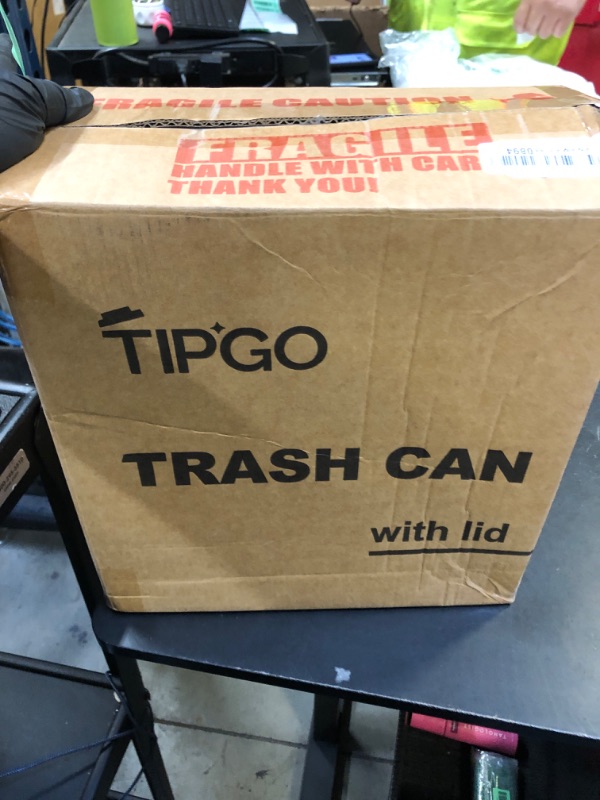 FRAGILE CAUTION
FRAGILE
HANDLE WITH CAR
THANK YOU!
TIPGO
TRASH CAN
with lid